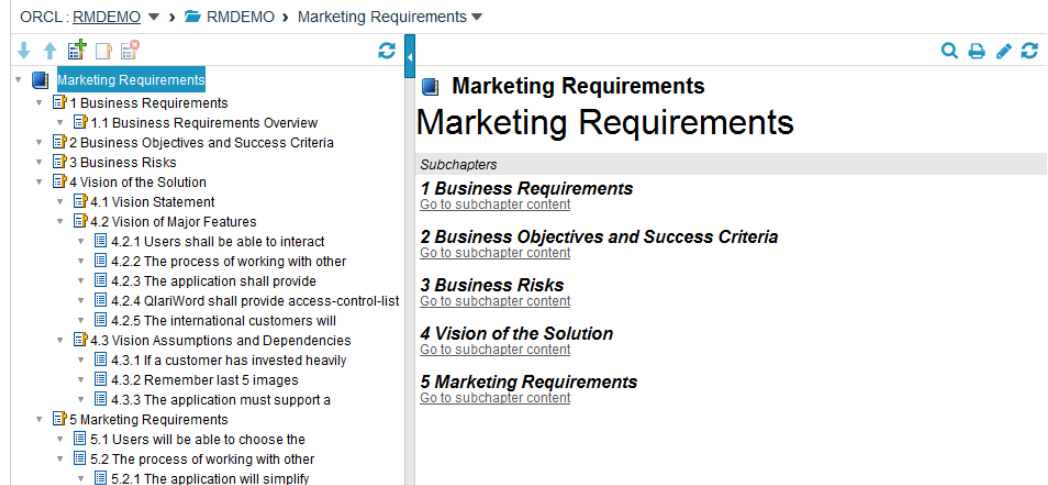 ORCL : RMDEMO RMDEMO Marketing Requirements
Marketing Requirements
1 Business Requirements
1.1 Business Requirements Overview
2 Business Objectives and Success Criteria
3 Business Risks
4 Vision of the Solution
4.1 Vision Statement
4.2 Vision of Major Features
4.2.1 Users shall be able to interact
4.2.2 The process of working with other
4.2.3 The application shall provide
4.2.4 QlariWord shall provide access-control-list
4.2.5 The international customers will
4.3 Vision Assumptions and Dependencies
4.3.1 If a customer has invested heavily
4.3.2 Remember last 5 images
4.3.3 The application must support a
5 Marketing Requirements
5.1 Users will be able to choose the
5.2 The process of working with other
5.2.1 The application will simplify
Marketing Requirements
Marketing Requirements
Subchapters
1 Business Requirements
Go to subchapter content
2 Business Objectives and Success Criteria
Go to subchapter content
3 Business Risks
Go to subchapter content
4 Vision of the Solution
Go to subchapter content
5 Marketing Requirements
Go to subchapter content